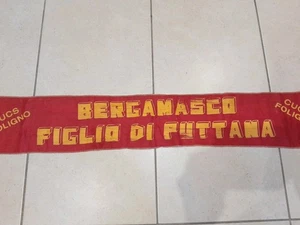 CUCS
FOLIGNO
BERGAMASCO
FIGLIO DI PUTTANA
CUCS
FOLIGNO